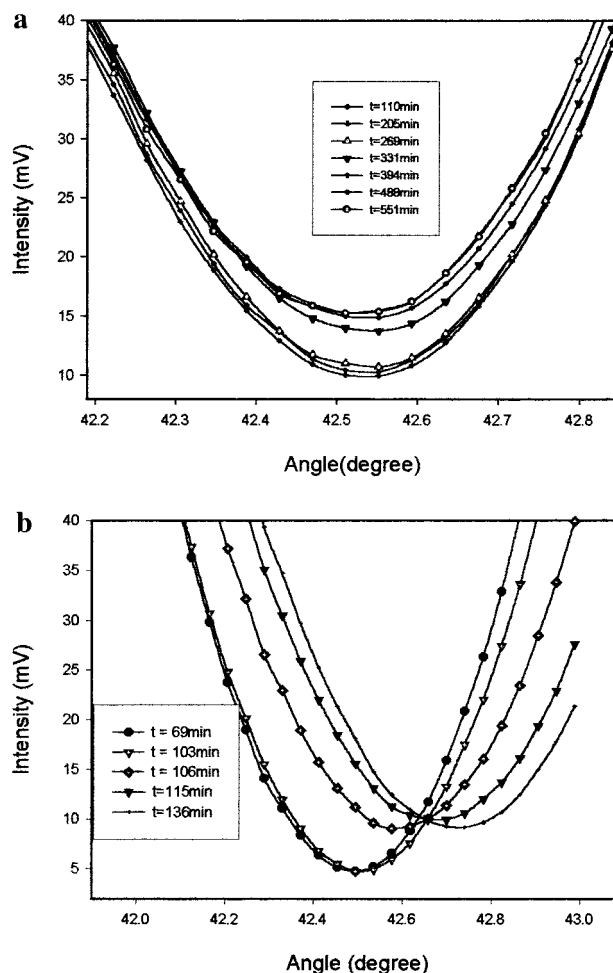 a
40
35
30
25
20
15
10
Intensity (mV)
t=110min
t=205min
t=269min
t=331min
t=394min
t=488min
t=551min
42.2 42.3 42.4 42.5 42.6 42.7 42.8
Angle(degree)
b
40
35
30
25
20
15
10
5
Intensity (mV)
t = 69min
t = 103min
t = 106min
t=115min
t=136min
42.0 42.2 42.4 42.6 42.8 43.0
Angle (degree)